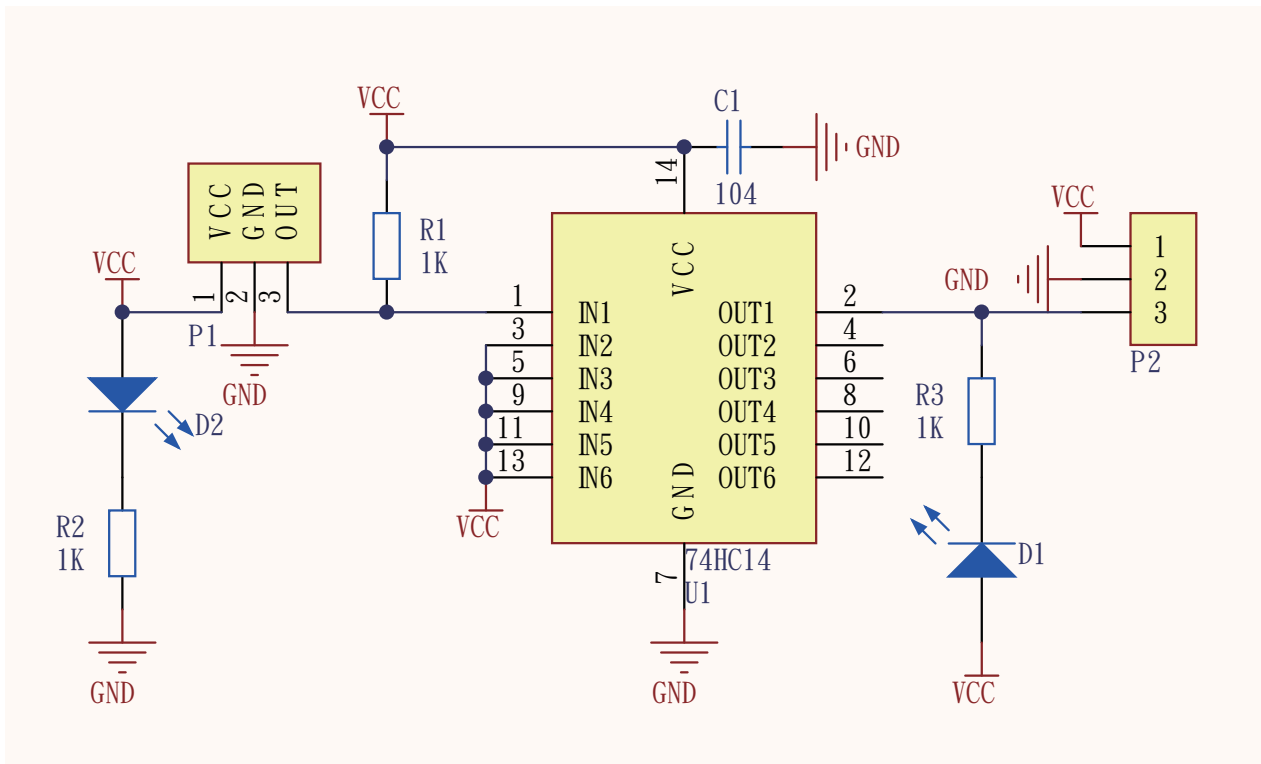 VCC
C1
GND
14
104
VCC
GND
OUT
R1
1K
VCC
1
2
3
P1
GND
VCC
1
2
3
GND
P2
VCC
D2
R2
1K
GND
1
3
5
9
11
13
IN1
IN2
IN3
IN4
IN5
IN6
VCC
VCC
GND
OUT1
OUT2
OUT3
OUT4
OUT5
OUT6
2
4
6
8
10
12
7
74HC14
U1
GND
R3
1K
D1
VCC